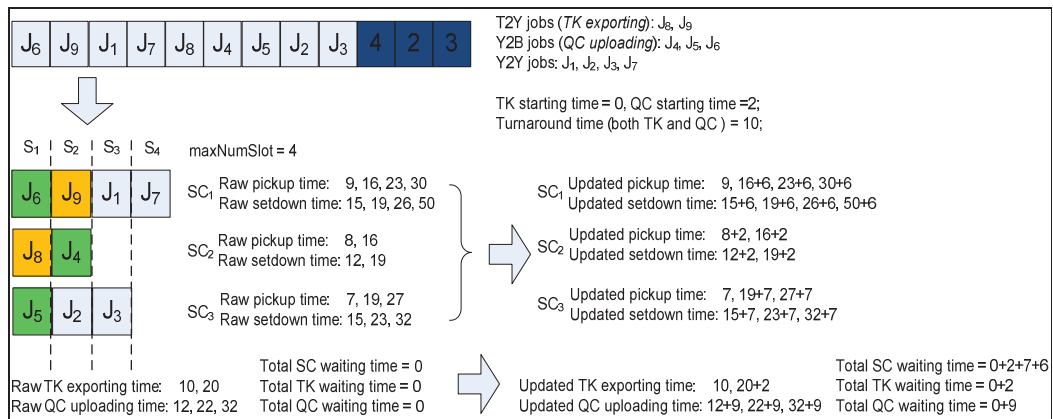 J6 J9 J1 J7 J8 J4 J5 J2 J3 4 2 3
T2Y jobs (TK exporting): J8, J9
Y2B jobs (QC uploading): J4, J5, J6
Y2Y jobs: J1, J2, J3, J7
TK starting time = 0, QC starting time =2;
Turnaround time (both TK and QC ) = 10;
S1 S2 S3 S4
maxNumSlot = 4
J6 J9 J1 J7
SC1
Raw pickup time: 9, 16, 23, 30
Raw setdown time: 15, 19, 26, 50
SC1
Updated pickup time: 9, 16+6, 23+6, 30+6
Updated setdown time: 15+6, 19+6, 26+6, 50+6
J8 J4
SC2
Raw pickup time: 8, 16
Raw setdown time: 12, 19
SC2
Updated pickup time: 8+2, 16+2
Updated setdown time: 12+2, 19+2
J5 J2 J3
SC3
Raw pickup time: 7, 19, 27
Raw setdown time: 15, 23, 32
SC3
Updated pickup time: 7, 19+7, 27+7
Updated setdown time: 15+7, 23+7, 32+7
Raw TK exporting time: 10, 20
Raw QC uploading time: 12, 22, 32
Total SC waiting time = 0
Total TK waiting time = 0
Total QC waiting time = 0
Updated TK exporting time: 10, 20+2
Updated QC uploading time: 12+9, 22+9, 32+9
Total SC waiting time = 0+2+7+6
Total TK waiting time = 0+2
Total QC waiting time = 0+9